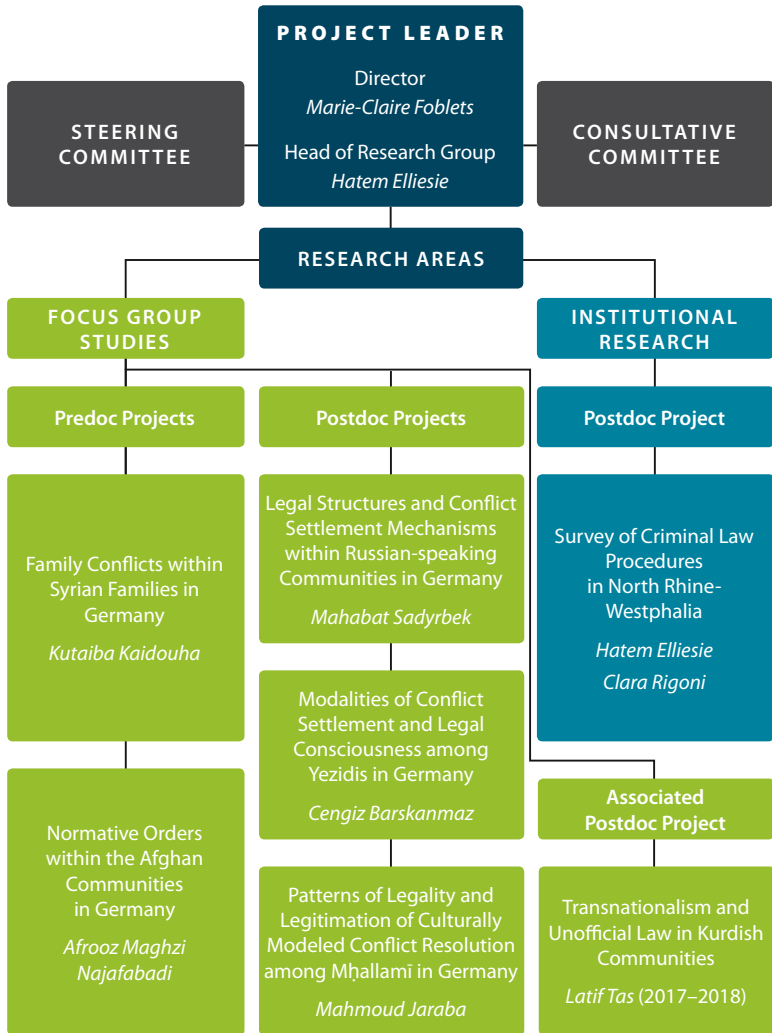 PROJECT LEADER
Director
Marie-Claire Foblets
Head of Research Group
Hatem Elliesie
STEERING
COMMITTEE
CONSULTATIVE
COMMITTEE
RESEARCH AREAS
FOCUS GROUP
STUDIES
INSTITUTIONAL
RESEARCH
Predoc Projects
Postdoc Projects
Postdoc Project
Family Conflicts within
Syrian Families in
Germany
Kutaiba Kaidouha
Normative Orders
within the Afghan
Communities
in Germany
Afrooz Maghzi
Najafabadi
Legal Structures and Conflict
Settlement Mechanisms
within Russian-speaking
Communities in Germany
Mahabat Sadyrbek
Modalities of Conflict
Settlement and Legal
Consciousness among
Yezidis in Germany
Cengiz Barskanmaz
Patterns of Legality and
Legitimation of Culturally
Modeled Conflict Resolution
among Mḥallamī in Germany
Mahmoud Jaraba
Survey of Criminal Law
Procedures
in North Rhine-
Westphalia
Hatem Elliesie
Clara Rigoni
Associated
Postdoc Project
Transnationalism and
Unofficial Law in Kurdish
Communities
Latif Tas (2017–2018)